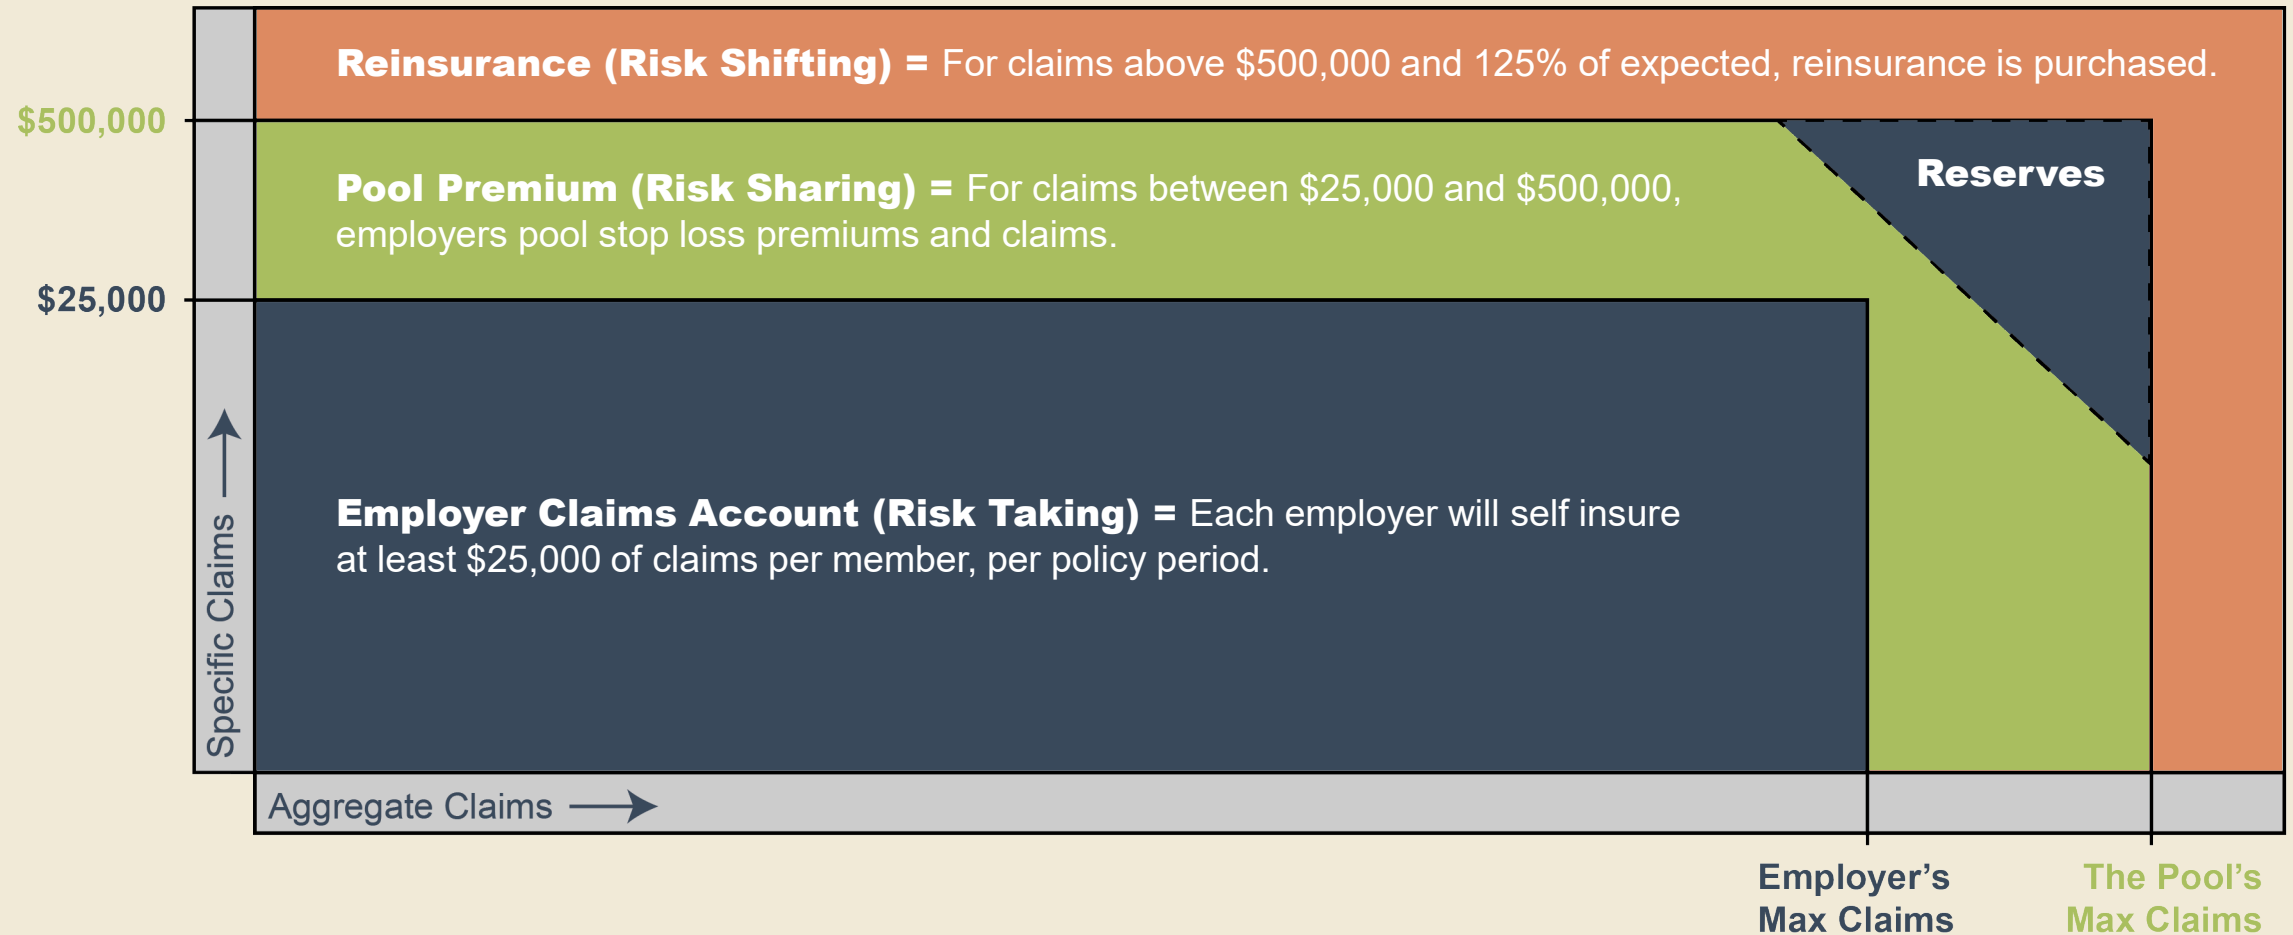 Reinsurance (Risk Shifting) = For claims above $500,000 and 125% of expected, reinsurance is purchased.
$500,000
Reserves
Pool Premium (Risk Sharing) = For claims between $25,000 and $500,000,
employers pool stop loss premiums and claims.
$25,000
Employer Claims Account (Risk Taking) = Each employer will self insure
at least $25,000 of claims per member, per policy period.
Specific Claims
Aggregate Claims
Employer’s
Max Claims
The Pool’s
Max Claims